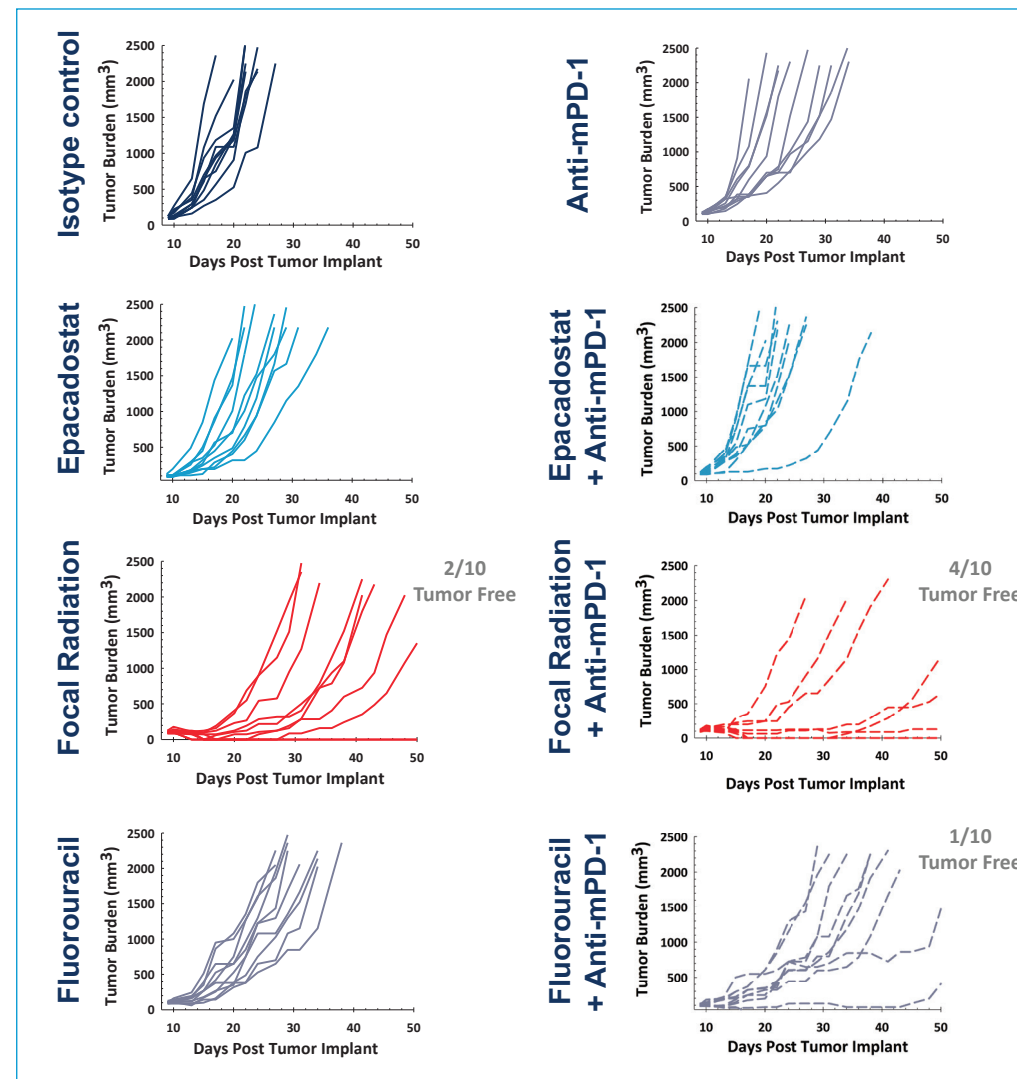 Isotype control
Tumor Burden (mm3)
2500
2000
1500
1000
500
0
10 20 30 40 50
Days Post Tumor Implant
Anti-mPD-1
Tumor Burden (mm3)
2500
2000
1500
1000
500
0
10 20 30 40 50
Days Post Tumor Implant
Epacadostat
Tumor Burden (mm3)
2500
2000
1500
1000
500
10 20 30 40 50
Days Post Tumor Implant
Epacadostat
+ Anti-mPD-1
Tumor Burden (mm3)
2500
2000
1500
1000
500
0
10 20 30 40 50
Days Post Tumor Implant
Focal Radiation
Tumor Burden (mm3)
2500
2000
1500
1000
500
0
10 20 30 40 50
Days Post Tumor Implant
2/10
Tumor Free
Focal Radiation
+ Anti-mPD-1
Tumor Burden (mm3)
2500
2000
1500
1000
500
0
10 20 30 40 50
Days Post Tumor Implant
4/10
Tumor Free
Fluorouracil
Tumor Burden (mm3)
2500
2000
1500
1000
500
0
10 20 30 40 50
Days Post Tumor Implant
Fluorouracil
+ Anti-mPD-1
Tumor Burden (mm3)
2500
2000
1500
1000
500
10 20 30 40 50
Days Post Tumor Implant
1/10
Tumor Free